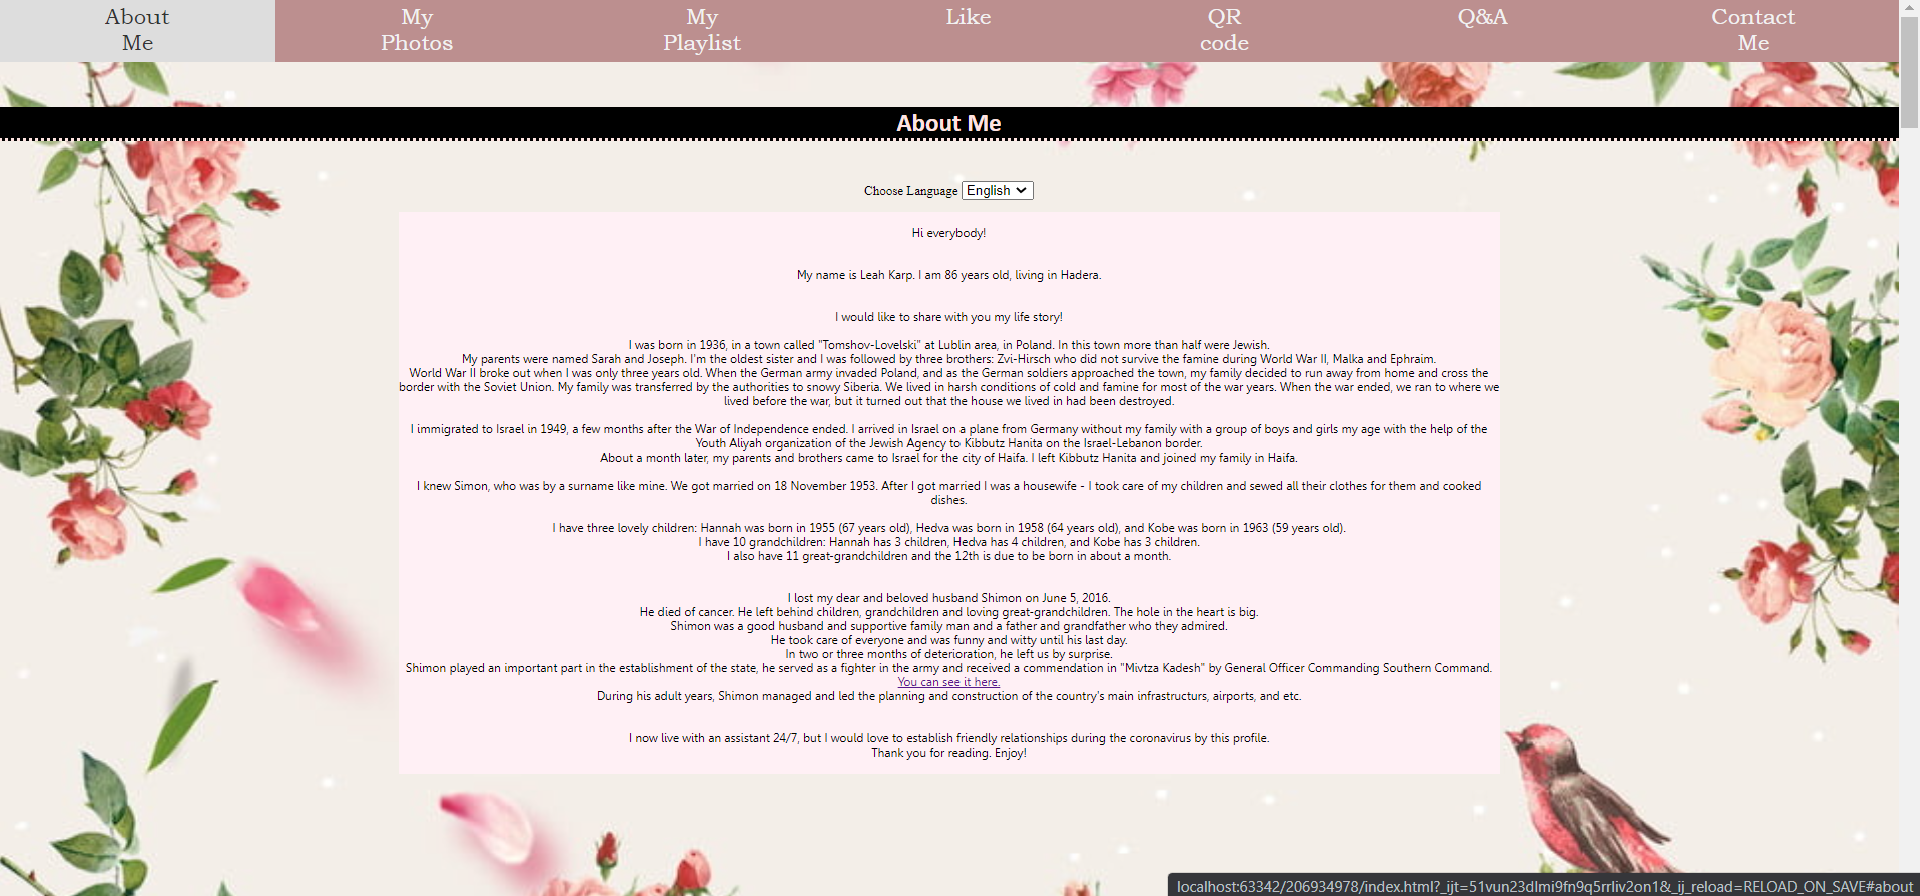 About
Me
My
Photos
My
Playlist
Like
QR
code
Q&A
Contact
Me
About Me
Choose Language English
Hi everybody!
My name is Leah Karp. I am 86 years old, living in Hadera.
I would like to share with you my life story!
I was born in 1936, in a town called "Tomshov-Lovelski" at Lublin area, in Poland. In this town more than half were Jewish.
My parents were named Sarah and Joseph. I'm the oldest sister and I was followed by three brothers: Zvi-Hirsch who did not survive the famine during World War II, Malka and Ephraim.
World War II broke out when I was only three years old. When the German army invaded Poland, and as the German soldiers approached the town, my family decided to run away from home and cross the
border with the Soviet Union. My family was transferred by the authorities to snowy Siberia. We lived in harsh conditions of cold and famine for most of the war years. When the war ended, we ran to where we
lived before the war, but it turned out that the house we lived in had been destroyed.
I immigrated to Israel in 1949, a few months after the War of Independence ended. I arrived in Israel on a plane from Germany without my family with a group of boys and girls my age with the help of the
Youth Aliyah organization of the Jewish Agency to Kibbutz Hanita on the Israel-Lebanon border.
About a month later, my parents and brothers came to Israel for the city of Haifa. I left Kibbutz Hanita and joined my family in Haifa.
I knew Simon, who was by a surname like mine. We got married on 18 November 1953. After I got married I was a housewife - I took care of my children and sewed all their clothes for them and cooked
dishes.
I have three lovely children: Hannah was born in 1955 (67 years old), Hedva was born in 1958 (64 years old), and Kobe was born in 1963 (59 years old).
I have 10 grandchildren: Hannah has 3 children, Hedva has 4 children, and Kobe has 3 children.
I also have 11 great-grandchildren and the 12th is due to be born in about a month.
I lost my dear and beloved husband Shimon on June 5, 2016.
He died of cancer. He left behind children, grandchildren and loving great-grandchildren. The hole in the heart is big.
Shimon was a good husband and supportive family man and a father and grandfather who they admired.
He took care of everyone and was funny and witty until his last day.
In two or three months of deterioration, he left us by surprise.
Shimon played an important part in the establishment of the state, he served as a fighter in the army and received a commendation in "Mivtza Kadesh" by General Officer Commanding Southern Command.
You can see it here.
During his adult years, Shimon managed and led the planning and construction of the country's main infrastructurs, airports, and etc.
I now live with an assistant 24/7, but I would love to establish friendly relationships during the coronavirus by this profile.
Thank you for reading. Enjoy!
localhost:63342/206934978/index.html?_ijt=51vun23dlmi9fn9q5rrliv2on1&_ij_reload=RELOAD_ON_SAVE#about